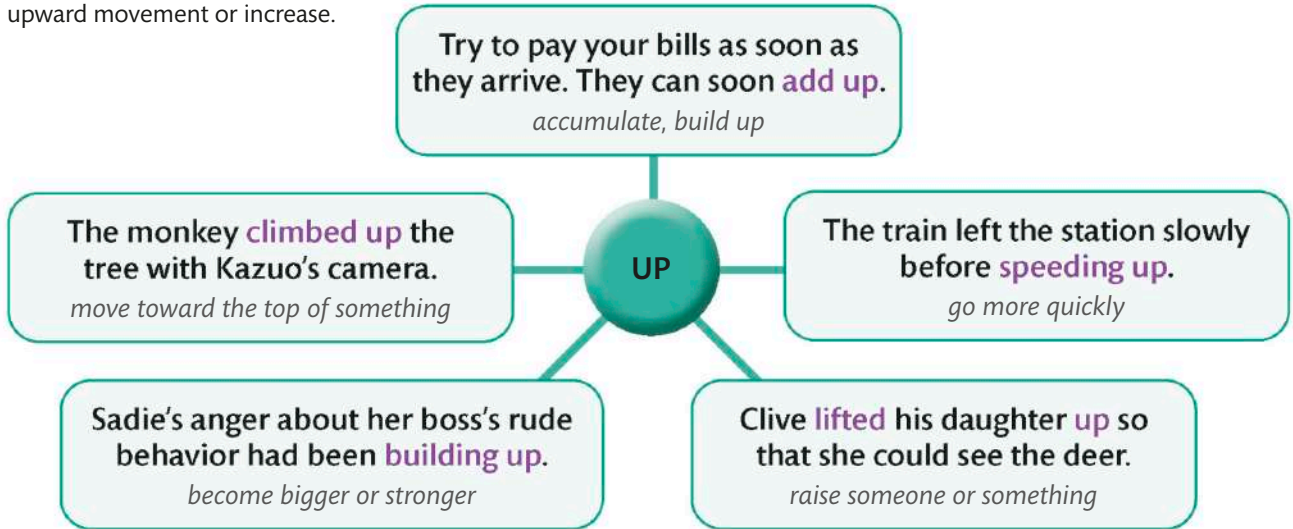 upward movement or increase.
Try to pay your bills as soon as
they arrive. They can soon add up.
accumulate, build up
The monkey climbed up the
tree with Kazuo's camera.
move toward the top of something
UP
The train left the station slowly
before speeding up.
go more quickly
Sadie's anger about her boss's rude
behavior had been building up.
become bigger or stronger
Clive lifted his daughter up so
that she could see the deer.
raise someone or something